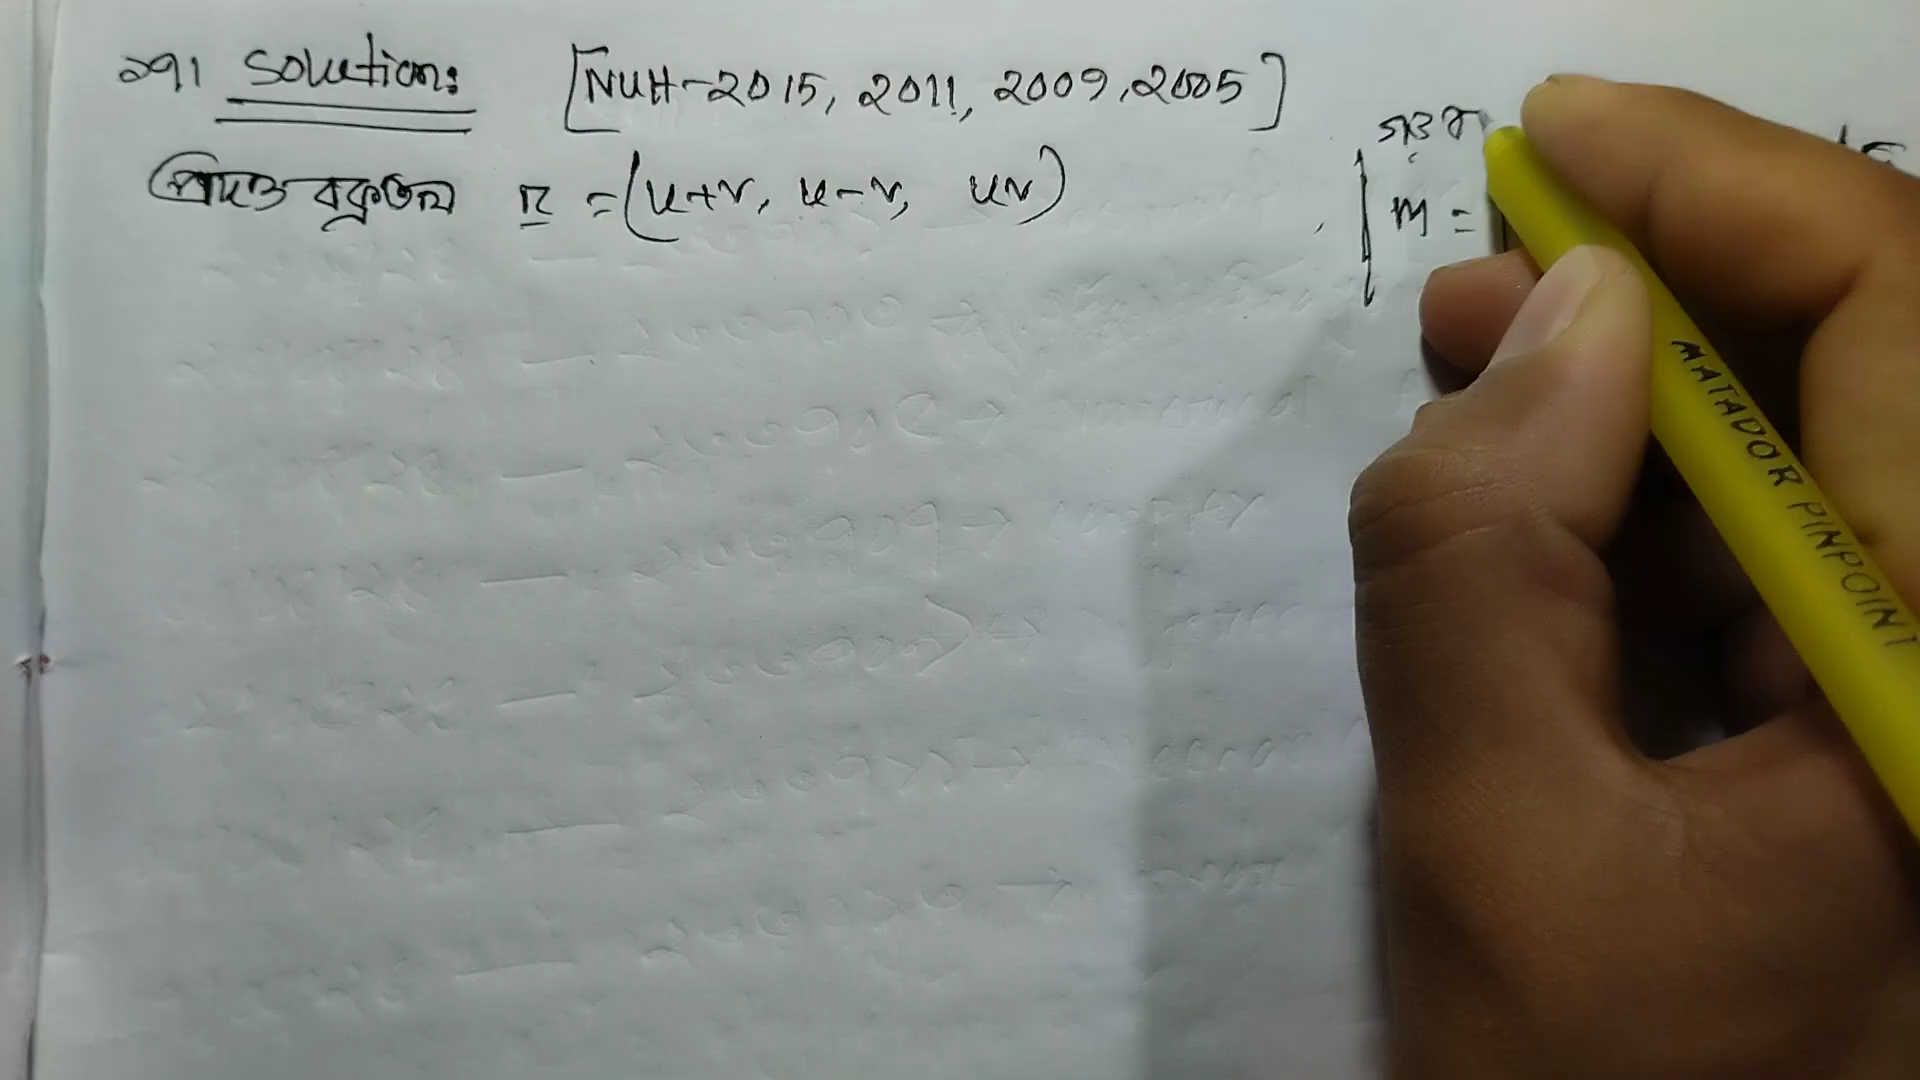 ২৭। Solution: [NUH-2015, 2011, 2009, 2005]
প্রদত্ত বক্রতল r = (u+v, u-v, uv)
সূত্র
m =
MATADOR PINPOINT